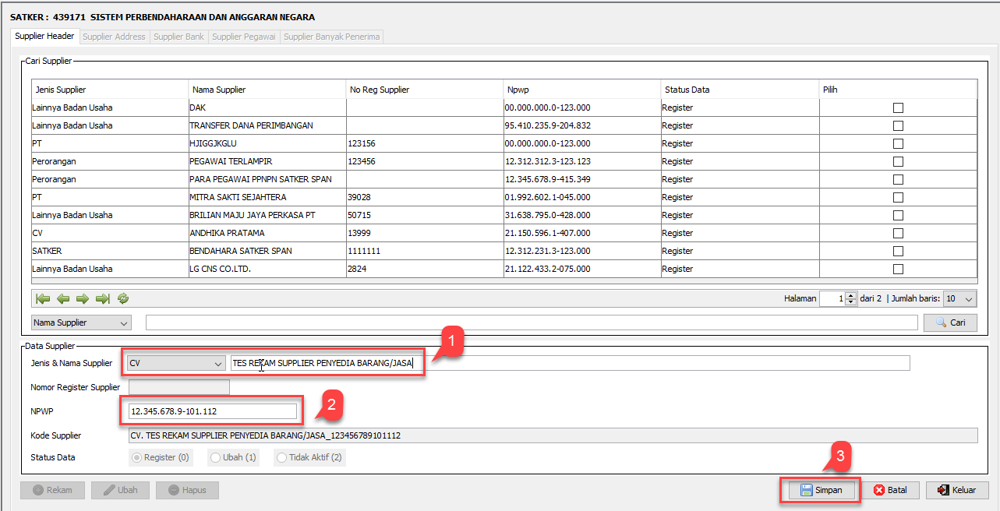 SATKER : 439171 SISTEM PERBENDAHARAAN DAN ANGGARAN NEGARA
Supplier Header Supplier Address Supplier Bank Supplier Pegawai Supplier Banyak Penerima
Cari Supplier
Jenis Supplier Nama Supplier No Reg Supplier Npwp Status Data Pilih
Lainnya Badan Usaha DAK 00.000.000.0-123.000 Register
Lainnya Badan Usaha TRANSFER DANA PERIMBANGAN 95.410.235.9-204.832 Register
PT HJIGGJKGLU 123156 00.000.000.0-123.000 Register
Perorangan PEGAWAI TERLAMPIR 123456 12.312.312.3-123.123 Register
Perorangan PARA PEGAWAI PPNPN SATKER SPAN 12.345.678.9-415.349 Register
PT MITRA SAKTI SEJAHTERA 39028 01.992.602.1-045.000 Register
Lainnya Badan Usaha BRILIAN MAJU JAYA PERKASA PT 50715 31.638.795.0-428.000 Register
CV ANDHIKA PRATAMA 13999 21.150.596.1-407.000 Register
SATKER BENDAHARA SATKER SPAN 1111111 12.312.231.3-123.000 Register
Lainnya Badan Usaha LG CNS CO.LTD. 2824 21.122.433.2-075.000 Register
Halaman 1 dari 2 | Jumlah baris: 10
Nama Supplier Cari
Data Supplier
1
Jenis & Nama Supplier CV TES REKAM SUPPLIER PENYEDIA BARANG/JASA
Nomor Register Supplier
2
NPWP 12.345.678.9-101.112
Kode Supplier CV. TES REKAM SUPPLIER PENYEDIA BARANG/JASA_123456789101112
Status Data Register (0) Ubah (1) Tidak Aktif (2)
3
Rekam Ubah Hapus Simpan Batal Keluar